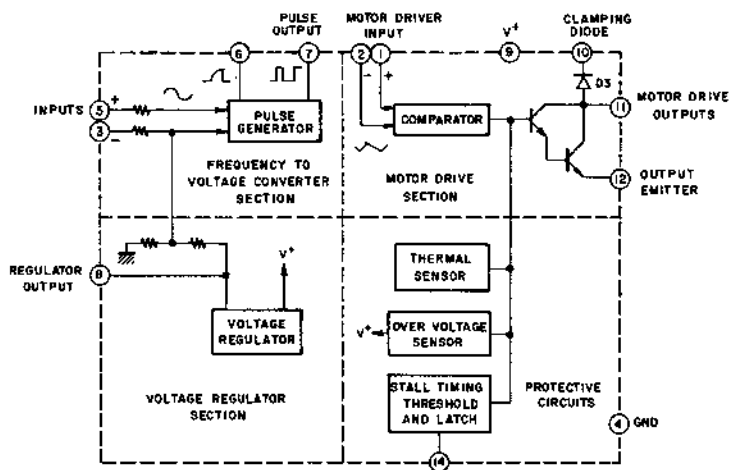 PULSE
OUTPUT
MOTOR DRIVER
INPUT
V+
CLAMPING
DIODE
6
7
2
1
9
10
-
+
D3
INPUTS
5
+
3
-
PULSE
GENERATOR
COMPARATOR
11
MOTOR DRIVE
OUTPUTS
12
OUTPUT
EMITTER
FREQUENCY TO
VOLTAGE CONVERTER
SECTION
MOTOR DRIVE
SECTION
REGULATOR
OUTPUT
8
V+
VOLTAGE
REGULATOR
THERMAL
SENSOR
V+
OVER VOLTAGE
SENSOR
STALL TIMING
THRESHOLD
AND LATCH
VOLTAGE REGULATOR
SECTION
PROTECTIVE
CIRCUITS
4
GND
14